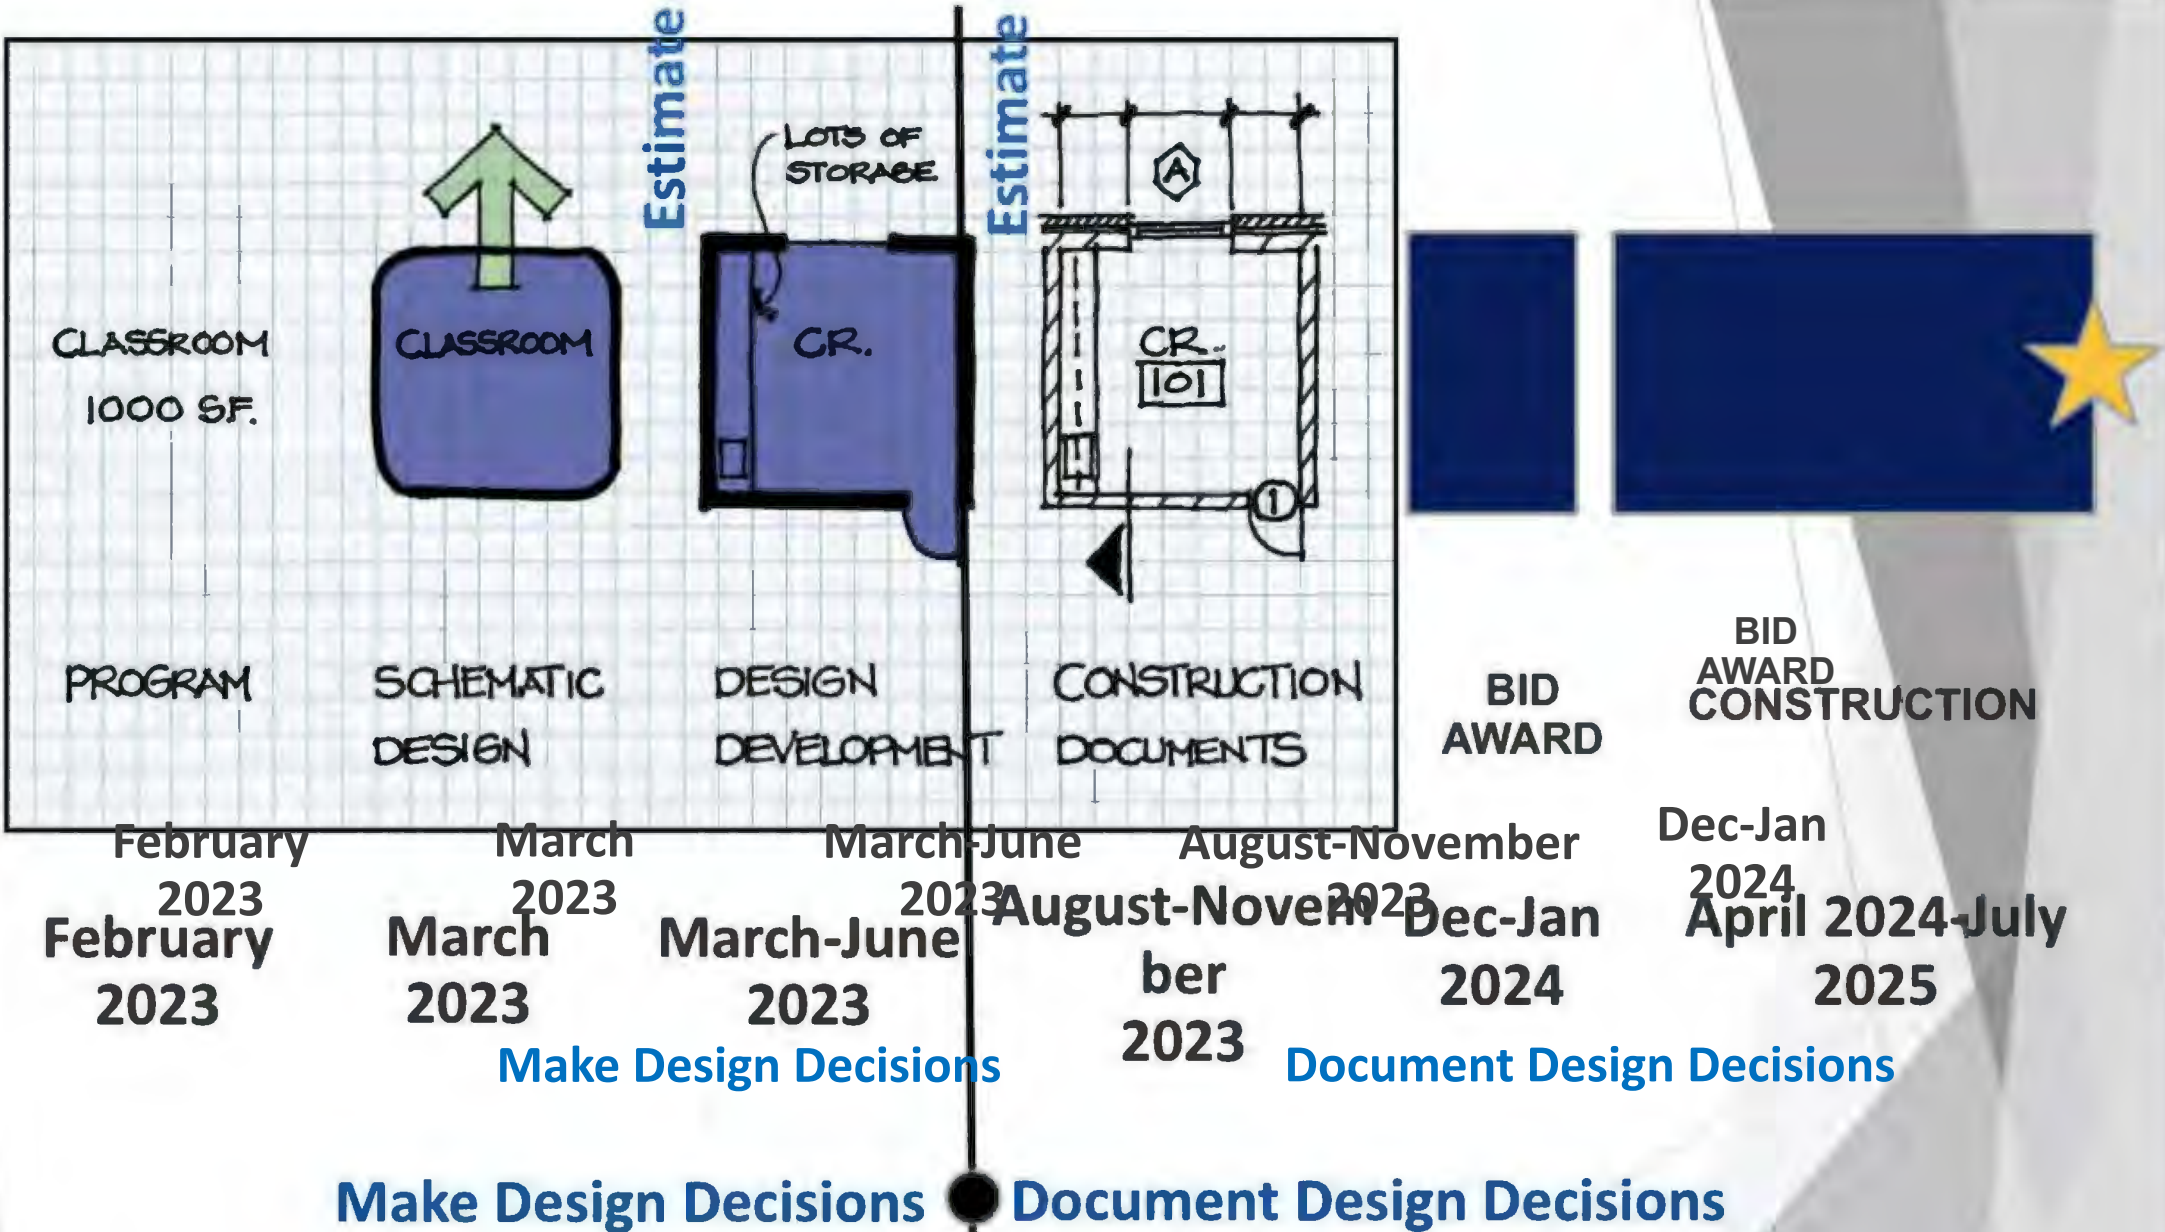 Estimate
Estimate
LOTS OF
STORAGE
A
CLASSROOM
1000 SF.
CLASSROOM
CR.
CR.
101
1
PROGRAM
SCHEMATIC
DESIGN
DESIGN
DEVELOPMENT
CONSTRUCTION
DOCUMENTS
BID
AWARD
BID
AWARD
CONSTRUCTION
February
2023
March
2023
March-June
2023
August-November
2023
Dec-Jan
2024
February
2023
March
2023
March-June
2023
August-Novem
ber
2023
Dec-Jan
2024
April 2024-July
2025
Make Design Decisions
Document Design Decisions
Make Design Decisions
Document Design Decisions